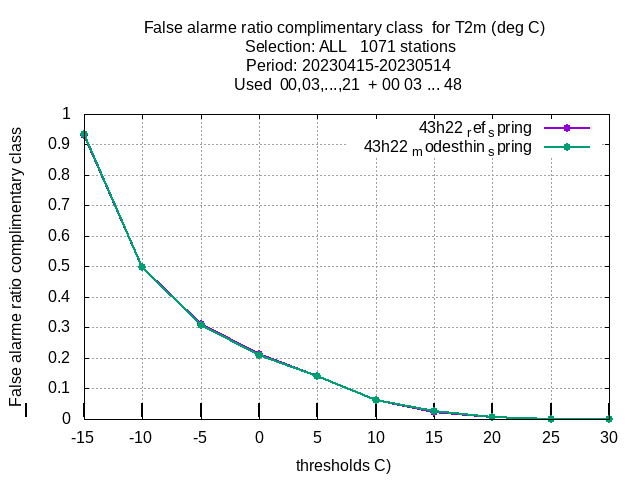 False alarme ratio complimentary class  for T2m (deg C)
Selection: ALL   1071 stations
Period: 20230415-20230514
Used  00,03,...,21  + 00 03 ... 48
43h22 ref spring
43h22 modesthin spring
False alarme ratio complimentary class
1
0.9
0.8
0.7
0.6
0.5
0.4
0.3
0.2
0.1
0
-15 -10 -5 0 5 10 15 20 25 30
thresholds C)